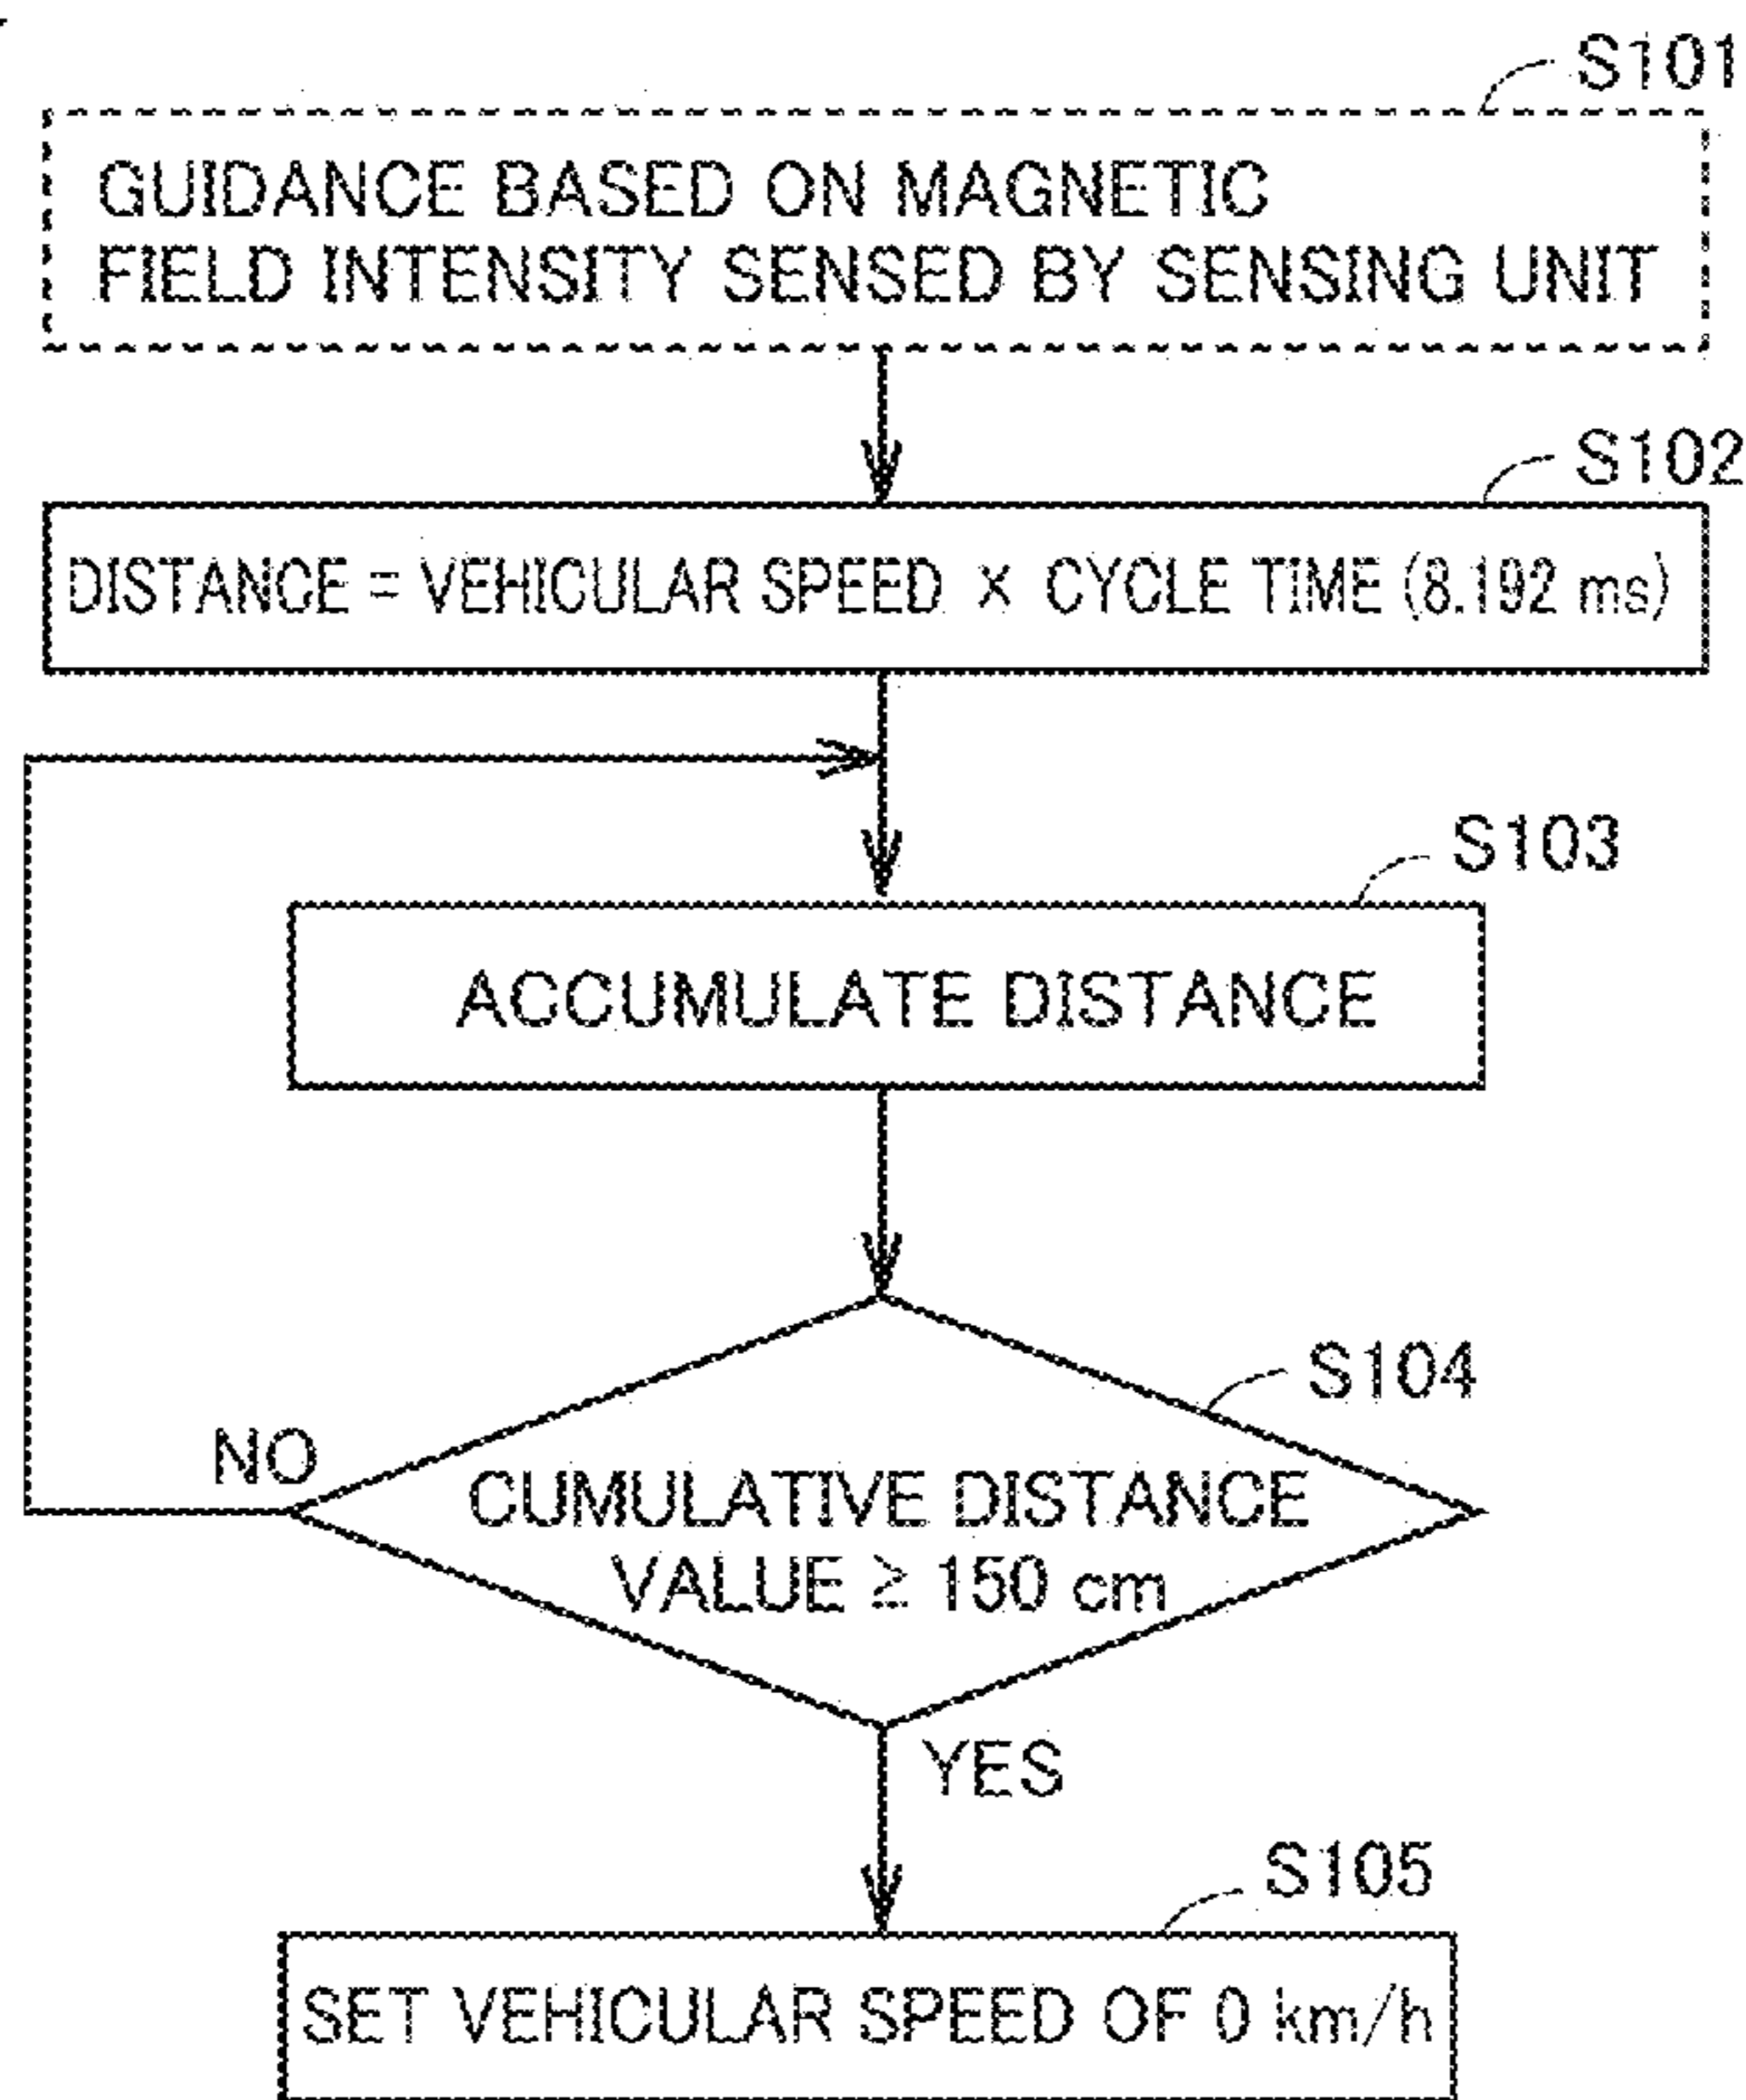 S101
GUIDANCE BASED ON MAGNETIC
FIELD INTENSITY SENSED BY SENSING UNIT
S102
DISTANCE = VEHICULAR SPEED × CYCLE TIME (8.192 ms)
S103
ACCUMULATE DISTANCE
S104
NO
CUMULATIVE DISTANCE
VALUE ≥ 150 cm
YES
S105
SET VEHICULAR SPEED OF 0 km/h